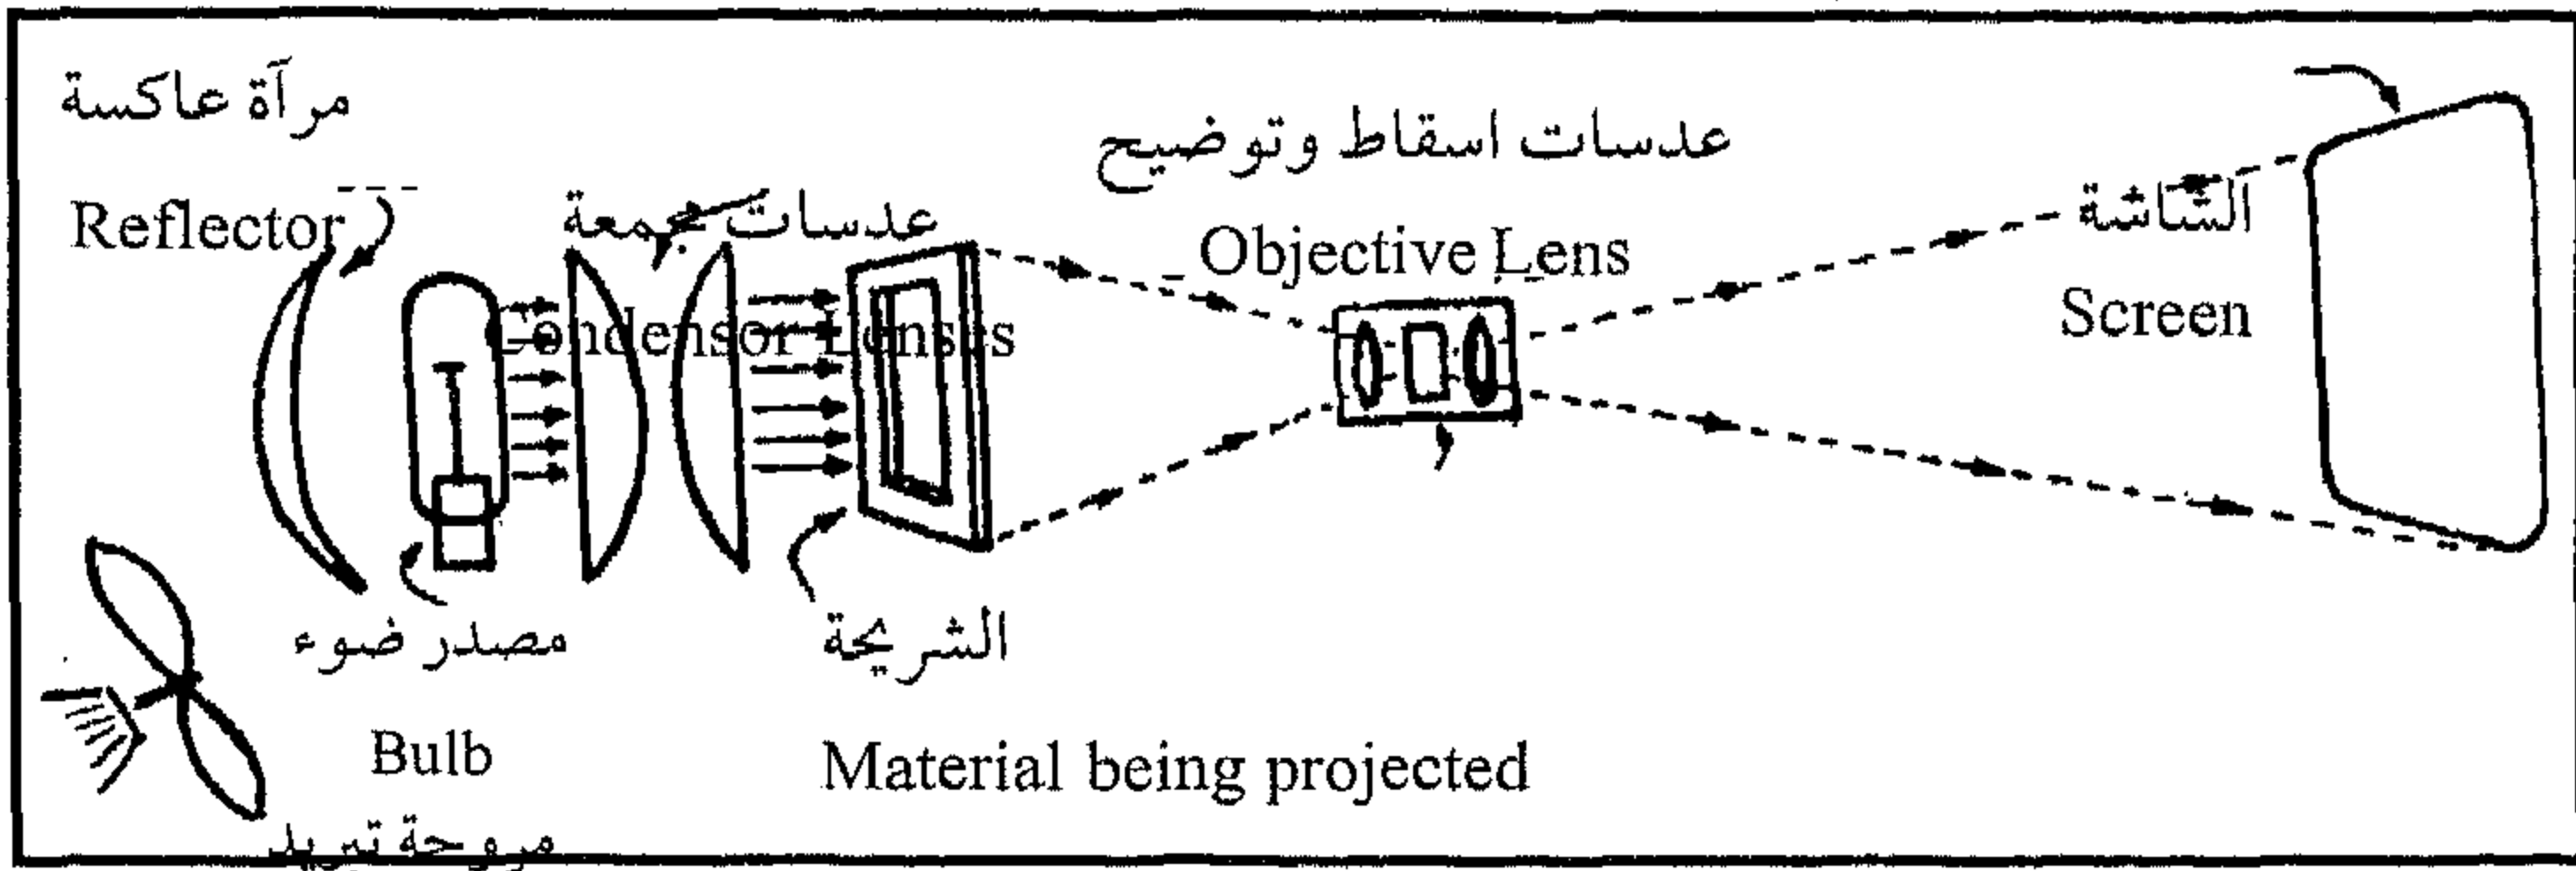 مرآة عاكسة
Reflector
عدسات مجمعة
Condensor Lenses
عدسات اسقاط وتوضيح
Objective Lens
الشاشة
Screen
مصدر ضوء
Bulb
الشريحة
Material being projected
مروحة تبريد